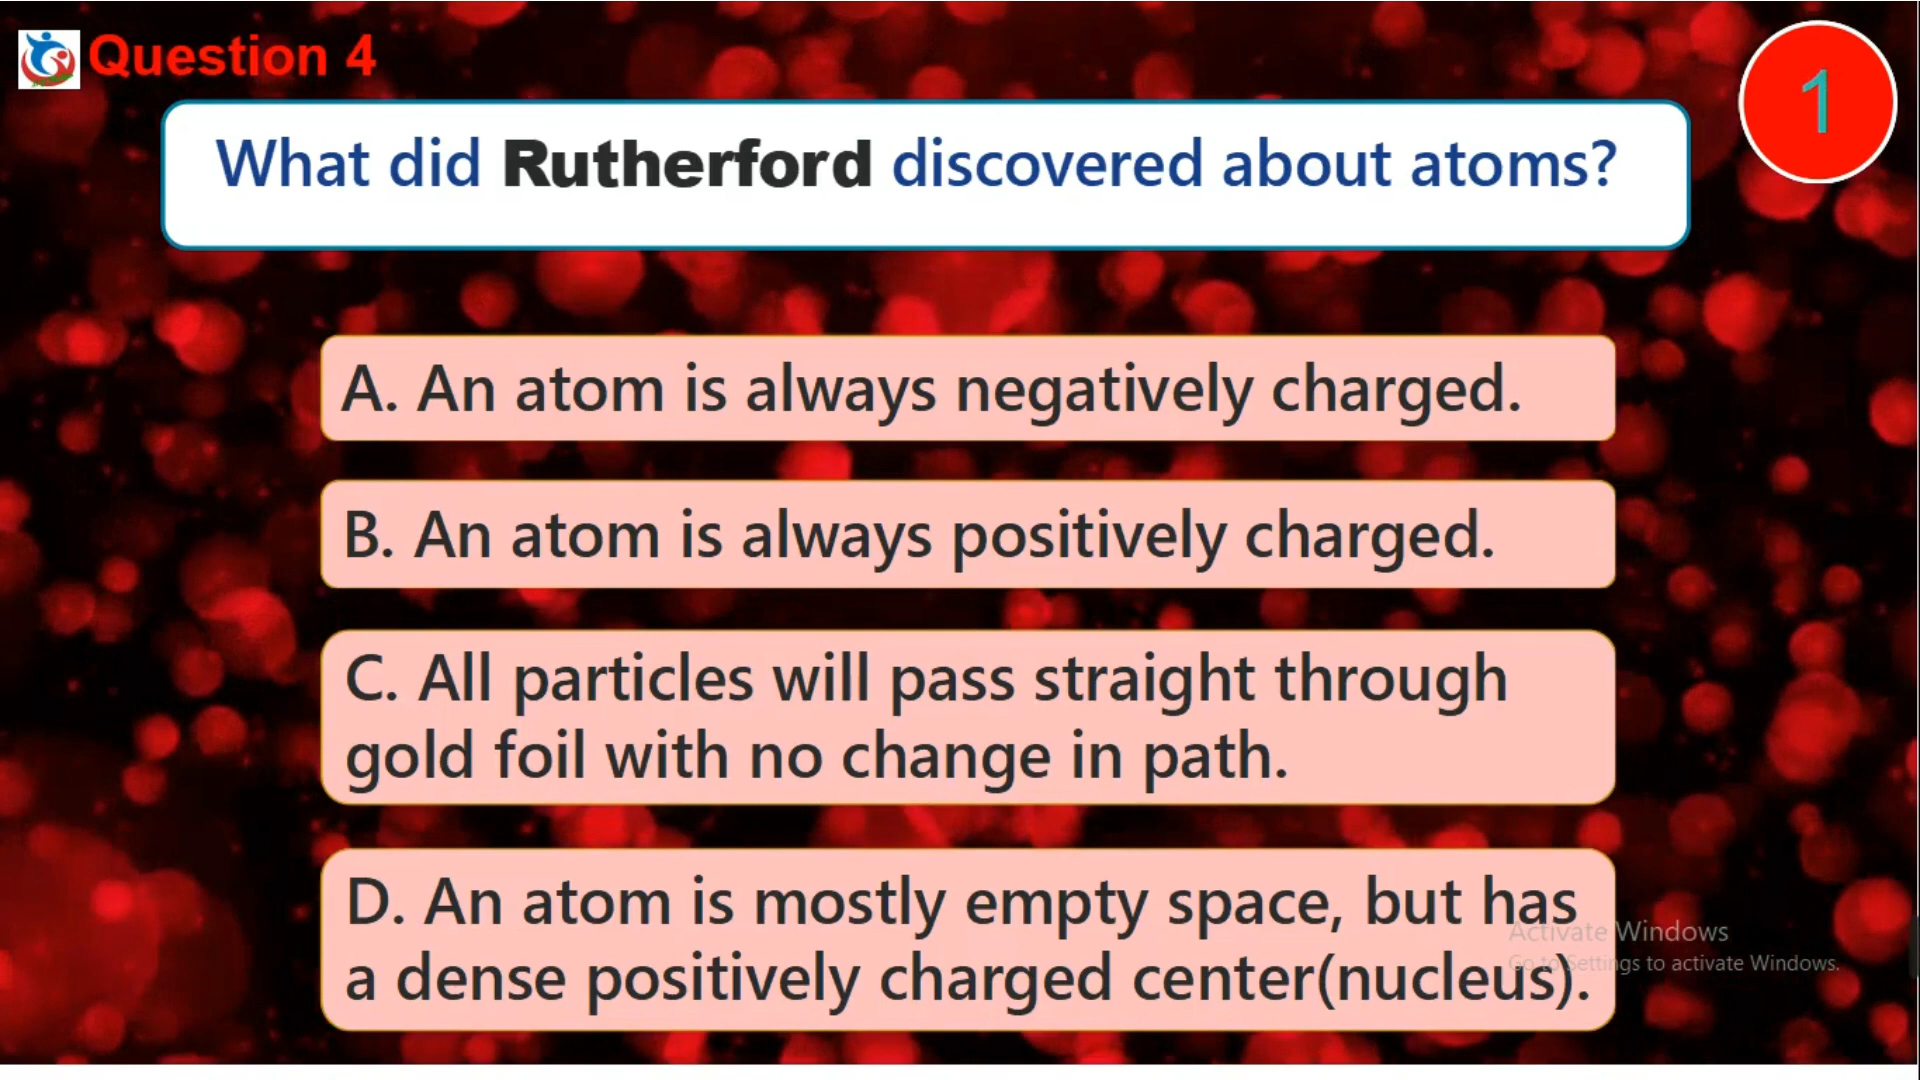 Question 4
1
What did Rutherford discovered about atoms?
A. An atom is always negatively charged.
B. An atom is always positively charged.
C. All particles will pass straight through
gold foil with no change in path.
D. An atom is mostly empty space, but has
a dense positively charged center(nucleus).
Activate Windows
Go to Settings to activate Windows.